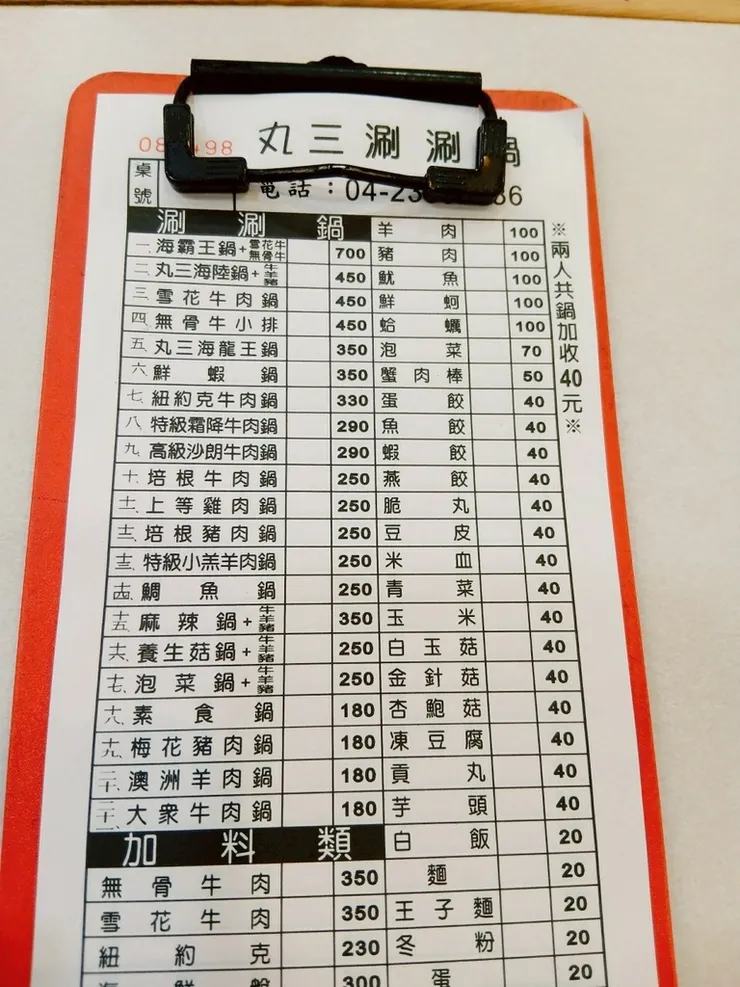 丸三涮涮鍋
桌號
電話：04-23
86
涮涮鍋
一、海霸王鍋+雪花牛 無骨牛 700
二、丸三海陸鍋+牛羊豬 450
三、雪花牛肉鍋 450
四、無骨牛小排 450
五、丸三海龍王鍋 350
六、鮮蝦鍋 350
七、紐約克牛肉鍋 330
八、特級霜降牛肉鍋 290
九、高級沙朗牛肉鍋 290
十、培根牛肉鍋 250
十一、上等雞肉鍋 250
十二、培根豬肉鍋 250
十三、特級小羔羊肉鍋 250
十四、鯛魚鍋 250
十五、麻辣鍋+牛羊豬 350
十六、養生菇鍋+牛羊豬 250
十七、泡菜鍋+牛羊豬 250
十八、素食鍋 180
十九、梅花豬肉鍋 180
二十、澳洲羊肉鍋 180
二十一、大衆牛肉鍋 180
加料類
無骨牛肉 350
雪花牛肉 350
紐約克 230
海鮮盤 300
羊肉 100
豬肉 100
魷魚 100
鮮蚵 100
蛤蠣 100
泡菜 70
蟹肉棒 50
蛋餃 40
魚餃 40
蝦餃 40
燕餃 40
脆丸 40
豆皮 40
米血 40
青菜 40
玉米 40
白玉菇 40
金針菇 40
杏鮑菇 40
凍豆腐 40
貢丸 40
芋頭 40
白飯 20
麵 20
王子麵 20
冬粉 20
蛋 20
※兩人共鍋加收40元※